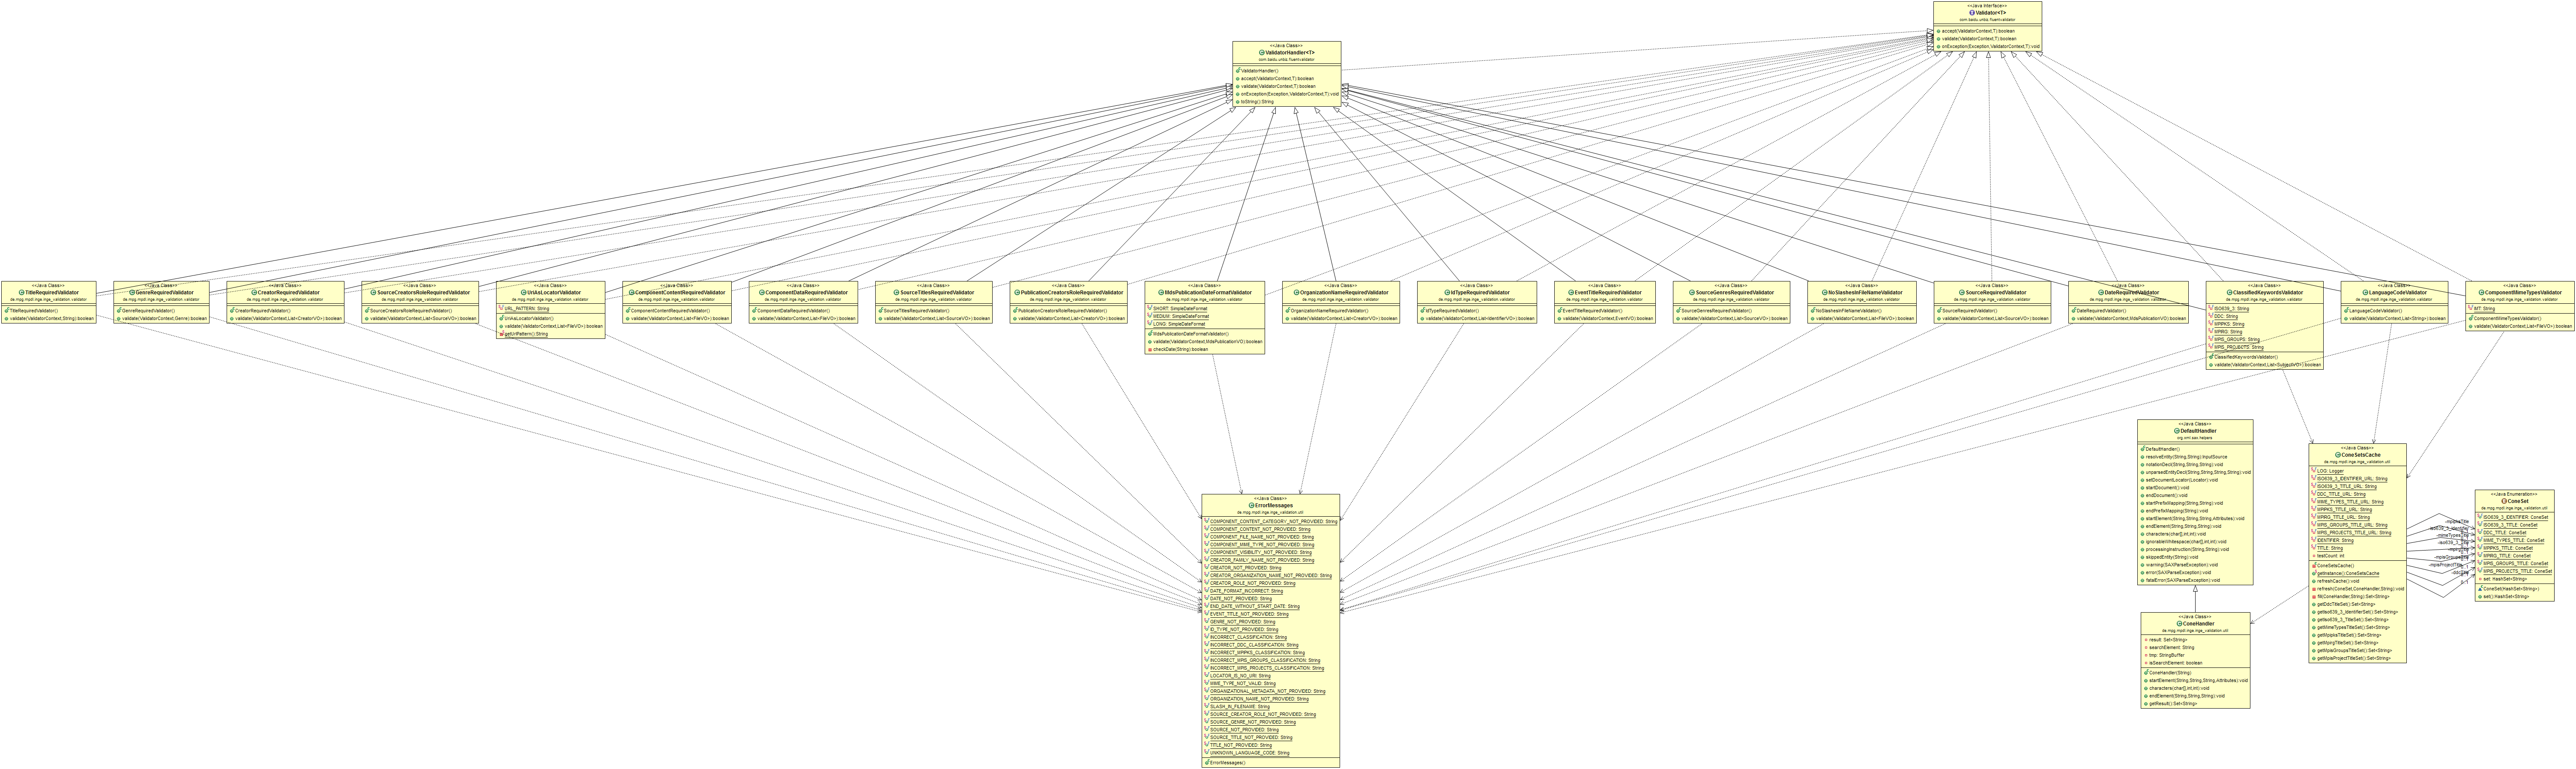 <<Java Interface>>
Validator<T>
com.baidu.unbiz.fluentvalidator
accept(ValidatorContext,T):boolean
validate(ValidatorContext,T):boolean
onException(Exception,ValidatorContext,T):void
<<Java Class>>
ValidatorHandler<T>
com.baidu.unbiz.fluentvalidator
ValidatorHandler()
accept(ValidatorContext,T):boolean
validate(ValidatorContext,T):boolean
onException(Exception,ValidatorContext,T):void
toString():String
<<Java Class>>
TitleRequiredValidator
de.mpg.mpdl.inge.inge_validation.validator
TitleRequiredValidator()
validate(ValidatorContext,String):boolean
<<Java Class>>
GenreRequiredValidator
de.mpg.mpdl.inge.inge_validation.validator
GenreRequiredValidator()
validate(ValidatorContext,Genre):boolean
<<Java Class>>
CreatorRequiredValidator
de.mpg.mpdl.inge.inge_validation.validator
CreatorRequiredValidator()
validate(ValidatorContext,List<CreatorVO>):boolean
<<Java Class>>
SourceCreatorsRoleRequiredValidator
de.mpg.mpdl.inge.inge_validation.validator
SourceCreatorsRoleRequiredValidator()
validate(ValidatorContext,List<SourceVO>):boolean
<<Java Class>>
UriAsLocatorValidator
de.mpg.mpdl.inge.inge_validation.validator
URL_PATTERN: String
UriAsLocatorValidator()
validate(ValidatorContext,List<FileVO>):boolean
getUrlPattern():String
<<Java Class>>
ComponentContentRequiredValidator
de.mpg.mpdl.inge.inge_validation.validator
ComponentContentRequiredValidator()
validate(ValidatorContext,List<FileVO>):boolean
<<Java Class>>
ComponentDataRequiredValidator
de.mpg.mpdl.inge.inge_validation.validator
ComponentDataRequiredValidator()
validate(ValidatorContext,List<FileVO>):boolean
<<Java Class>>
SourceTitlesRequiredValidator
de.mpg.mpdl.inge.inge_validation.validator
SourceTitlesRequiredValidator()
validate(ValidatorContext,List<SourceVO>):boolean
<<Java Class>>
PublicationCreatorsRoleRequiredValidator
de.mpg.mpdl.inge.inge_validation.validator
PublicationCreatorsRoleRequiredValidator()
validate(ValidatorContext,List<CreatorVO>):boolean
<<Java Class>>
MdsPublicationDateFormatValidator
de.mpg.mpdl.inge.inge_validation.validator
SHORT: SimpleDateFormat
MEDIUM: SimpleDateFormat
LONG: SimpleDateFormat
MdsPublicationDateFormatValidator()
validate(ValidatorContext,MdsPublicationVO):boolean
checkDate(String):boolean
<<Java Class>>
OrganizationNameRequiredValidator
de.mpg.mpdl.inge.inge_validation.validator
OrganizationNameRequiredValidator()
validate(ValidatorContext,List<CreatorVO>):boolean
<<Java Class>>
IdTypeRequiredValidator
de.mpg.mpdl.inge.inge_validation.validator
IdTypeRequiredValidator()
validate(ValidatorContext,List<IdentifierVO>):boolean
<<Java Class>>
EventTitleRequiredValidator
de.mpg.mpdl.inge.inge_validation.validator
EventTitleRequiredValidator()
validate(ValidatorContext,EventVO):boolean
<<Java Class>>
SourceGenresRequiredValidator
de.mpg.mpdl.inge.inge_validation.validator
SourceGenresRequiredValidator()
validate(ValidatorContext,List<SourceVO>):boolean
<<Java Class>>
NoSlashesInFileNameValidator
de.mpg.mpdl.inge.inge_validation.validator
NoSlashesInFileNameValidator()
validate(ValidatorContext,List<FileVO>):boolean
<<Java Class>>
SourceRequiredValidator
de.mpg.mpdl.inge.inge_validation.validator
SourceRequiredValidator()
validate(ValidatorContext,List<SourceVO>):boolean
<<Java Class>>
DateRequiredValidator
de.mpg.mpdl.inge.inge_validation.validator
DateRequiredValidator()
validate(ValidatorContext,MdsPublicationVO):boolean
<<Java Class>>
ClassifiedKeywordsValidator
de.mpg.mpdl.inge.inge_validation.validator
ISO639_3: String
DDC: String
MPIPKS: String
MPIRG: String
MPIS_GROUPS: String
MPIS_PROJECTS: String
ClassifiedKeywordsValidator()
validate(ValidatorContext,List<SubjectVO>):boolean
<<Java Class>>
LanguageCodeValidator
de.mpg.mpdl.inge.inge_validation.validator
LanguageCodeValidator()
validate(ValidatorContext,List<String>):boolean
<<Java Class>>
ComponentMimeTypesValidator
de.mpg.mpdl.inge.inge_validation.validator
IMT: String
ComponentMimeTypesValidator()
validate(ValidatorContext,List<FileVO>):boolean
<<Java Class>>
DefaultHandler
org.xml.sax.helpers
DefaultHandler()
resolveEntity(String,String):InputSource
notationDecl(String,String,String):void
unparsedEntityDecl(String,String,String,String):void
setDocumentLocator(Locator):void
startDocument():void
endDocument():void
startPrefixMapping(String,String):void
endPrefixMapping(String):void
startElement(String,String,String,Attributes):void
endElement(String,String,String):void
characters(char[],int,int):void
ignorableWhitespace(char[],int,int):void
processingInstruction(String,String):void
skippedEntity(String):void
warning(SAXParseException):void
error(SAXParseException):void
fatalError(SAXParseException):void
<<Java Class>>
ConeSetsCache
de.mpg.mpdl.inge.inge_validation.util
LOG: Logger
ISO639_3_IDENTIFIER_URL: String
ISO639_3_TITLE_URL: String
DDC_TITLE_URL: String
MIME_TYPES_TITLE_URL: String
MPIPKS_TITLE_URL: String
MPIRG_TITLE_URL: String
MPIS_GROUPS_TITLE_URL: String
MPIS_PROJECTS_TITLE_URL: String
IDENTIFIER: String
TITLE: String
testCount: int
ConeSetsCache()
getInstance():ConeSetsCache
refreshCache():void
refresh(ConeSet,ConeHandler,String):void
fill(ConeHandler,String):Set<String>
getDdcTitleSet():Set<String>
getIso639_3_IdentifierSet():Set<String>
getIso639_3_TitleSet():Set<String>
getMimeTypesTitleSet():Set<String>
getMpipksTitleSet():Set<String>
getMpirgTitleSet():Set<String>
getMpisGroupsTitleSet():Set<String>
getMpisProjectTitleSet():Set<String>
<<Java Enumeration>>
ConeSet
de.mpg.mpdl.inge.inge_validation.util
ISO639_3_IDENTIFIER: ConeSet
ISO639_3_TITLE: ConeSet
DDC_TITLE: ConeSet
MIME_TYPES_TITLE: ConeSet
MPIPKS_TITLE: ConeSet
MPIRG_TITLE: ConeSet
MPIS_GROUPS_TITLE: ConeSet
MPIS_PROJECTS_TITLE: ConeSet
set: HashSet<String>
ConeSet(HashSet<String>)
set():HashSet<String>
<<Java Class>>
ErrorMessages
de.mpg.mpdl.inge.inge_validation.util
COMPONENT_CONTENT_CATEGORY_NOT_PROVIDED: String
COMPONENT_CONTENT_NOT_PROVIDED: String
COMPONENT_FILE_NAME_NOT_PROVIDED: String
COMPONENT_MIME_TYPE_NOT_PROVIDED: String
COMPONENT_VISIBILITY_NOT_PROVIDED: String
CREATOR_FAMILY_NAME_NOT_PROVIDED: String
CREATOR_NOT_PROVIDED: String
CREATOR_ORGANIZATION_NAME_NOT_PROVIDED: String
CREATOR_ROLE_NOT_PROVIDED: String
DATE_FORMAT_INCORRECT: String
DATE_NOT_PROVIDED: String
END_DATE_WITHOUT_START_DATE: String
EVENT_TITLE_NOT_PROVIDED: String
GENRE_NOT_PROVIDED: String
ID_TYPE_NOT_PROVIDED: String
INCORRECT_CLASSIFICATION: String
INCORRECT_DDC_CLASSIFICATION: String
INCORRECT_MPIPKS_CLASSIFICATION: String
INCORRECT_MPIS_GROUPS_CLASSIFICATION: String
INCORRECT_MPIS_PROJECTS_CLASSIFICATION: String
LOCATOR_IS_NO_URI: String
MIME_TYPE_NOT_VALID: String
ORGANIZATIONAL_METADATA_NOT_PROVIDED: String
ORGANIZATION_NAME_NOT_PROVIDED: String
SLASH_IN_FILENAME: String
SOURCE_CREATOR_ROLE_NOT_PROVIDED: String
SOURCE_GENRE_NOT_PROVIDED: String
SOURCE_NOT_PROVIDED: String
SOURCE_TITLE_NOT_PROVIDED: String
TITLE_NOT_PROVIDED: String
UNKNOWN_LANGUAGE_CODE: String
ErrorMessages()
<<Java Class>>
ConeHandler
de.mpg.mpdl.inge.inge_validation.util
result: Set<String>
searchElement: String
tmp: StringBuffer
isSearchElement: boolean
ConeHandler(String)
startElement(String,String,String,Attributes):void
characters(char[],int,int):void
endElement(String,String,String):void
getResult():Set<String>